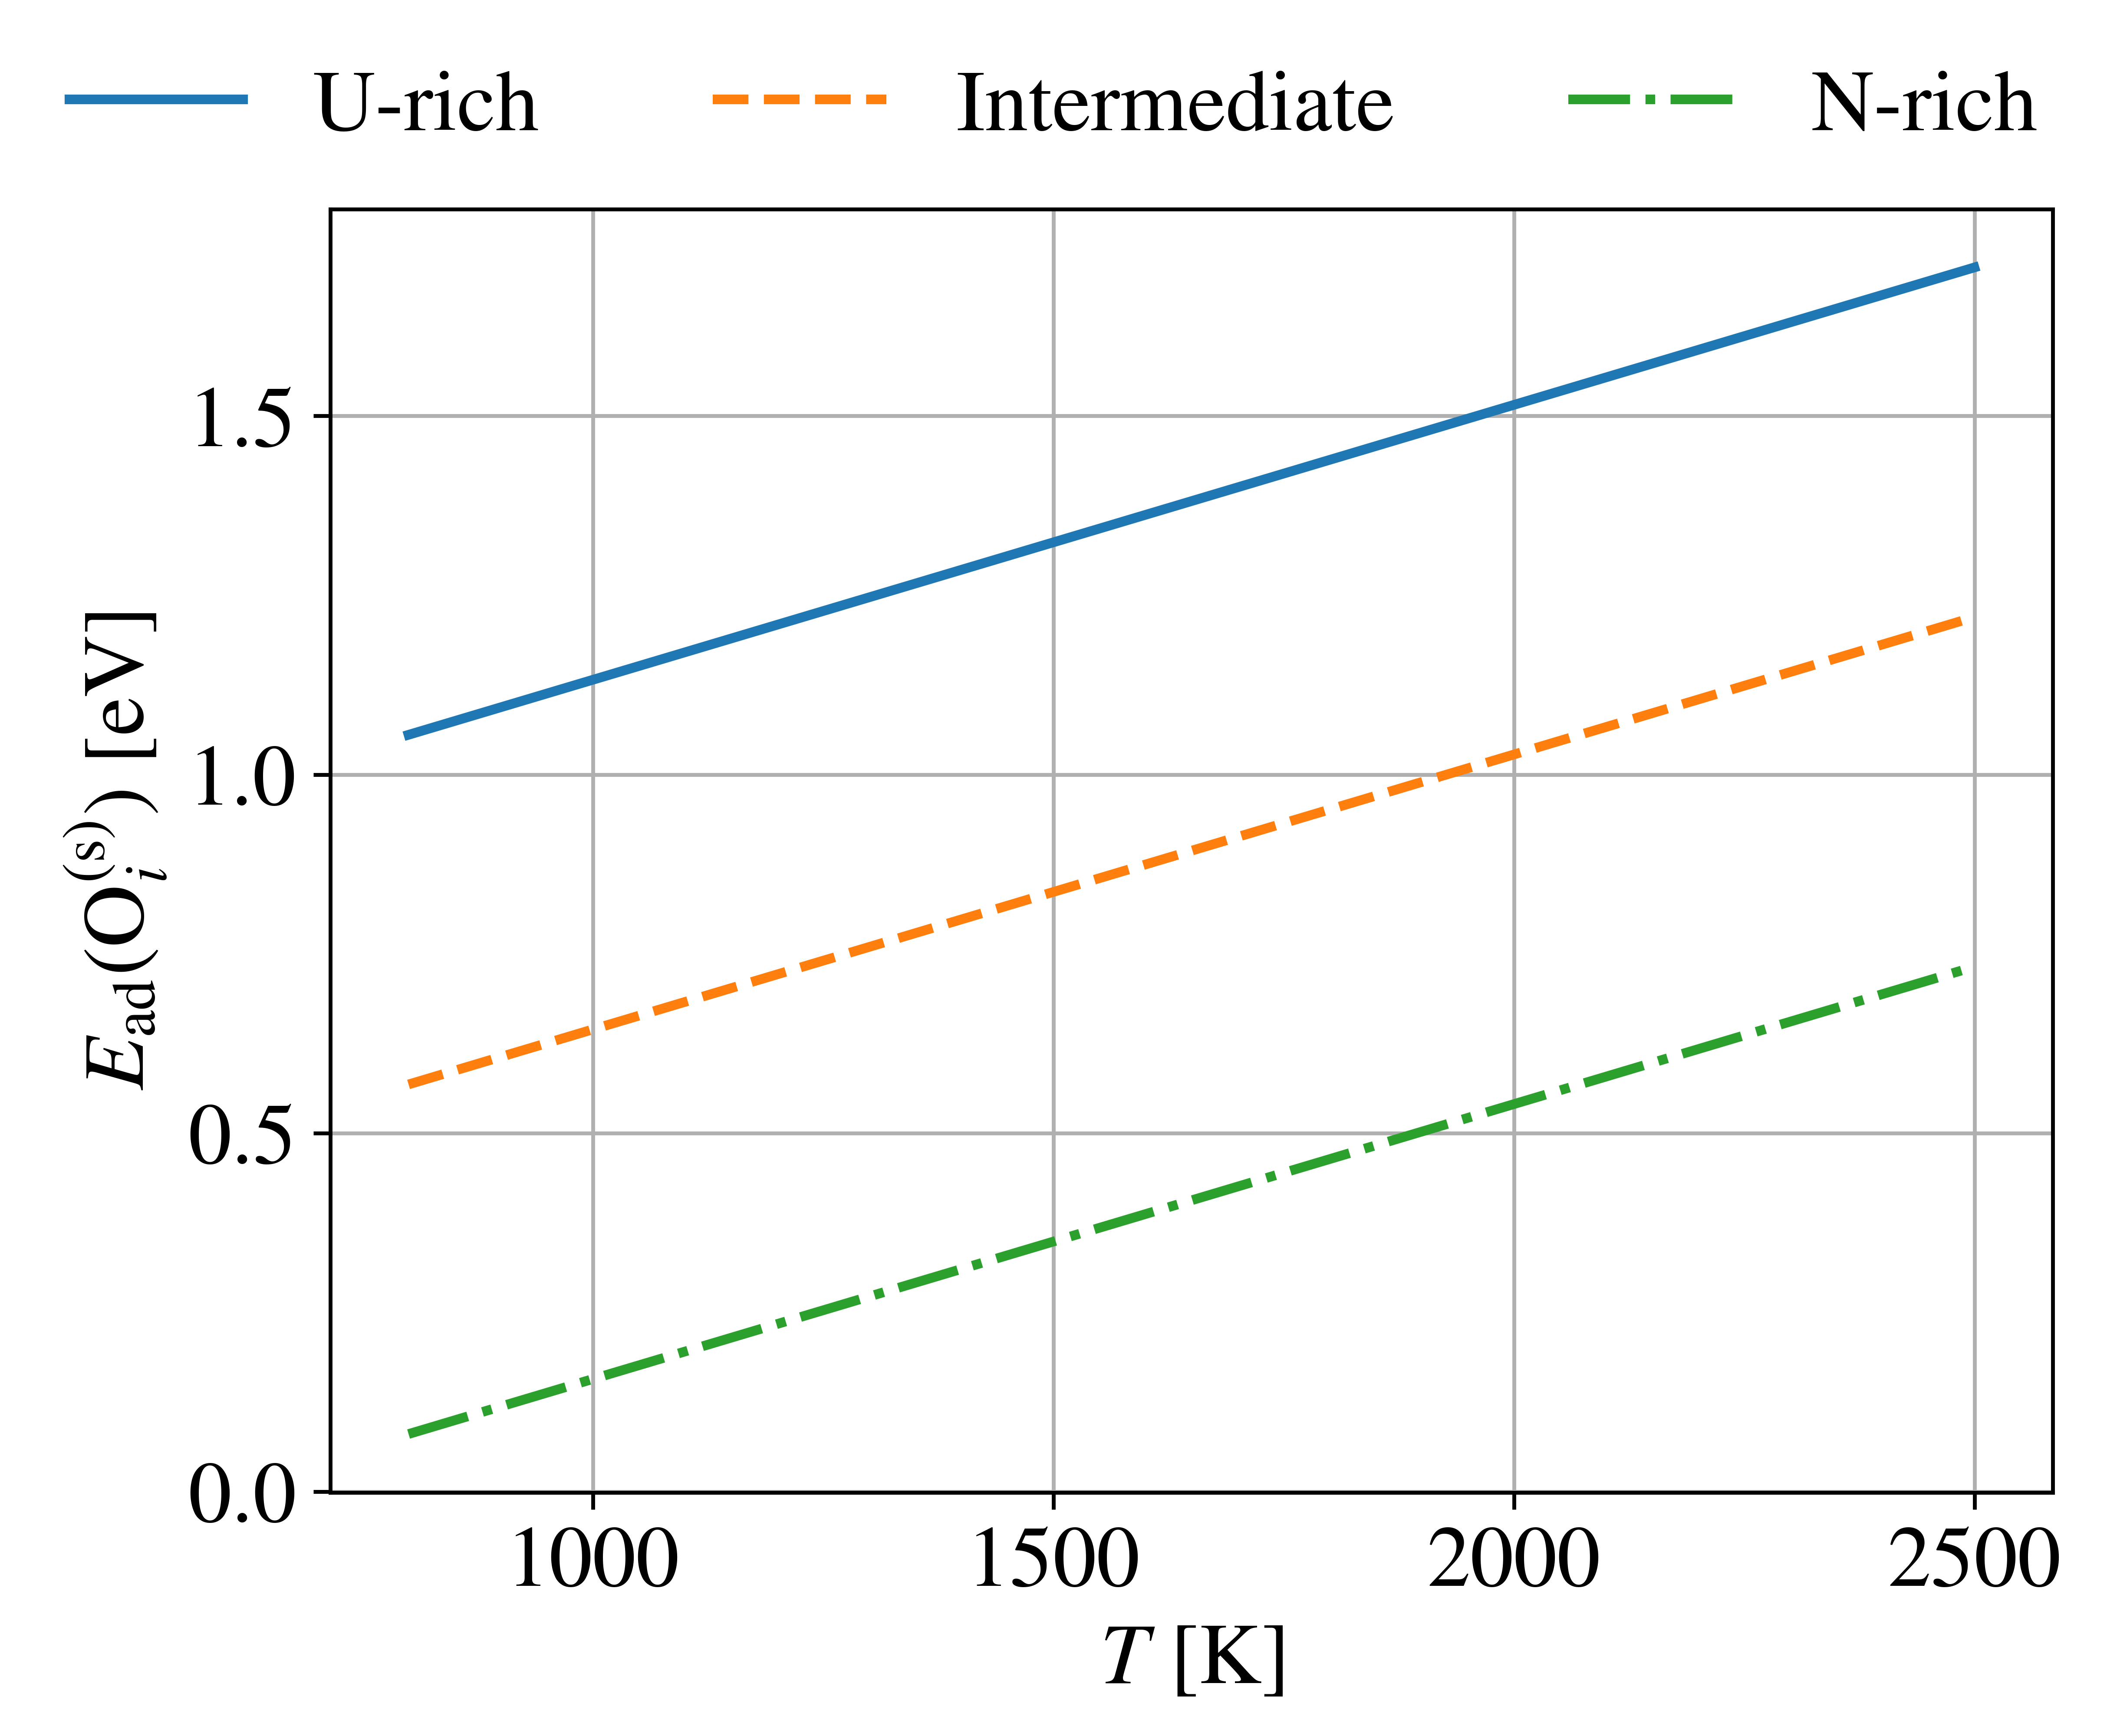 U-rich Intermediate N-rich
1.5
1.0
0.5
0.0
E_ad(O_i^(s)) [eV]
1000 1500 2000 2500
T [K]